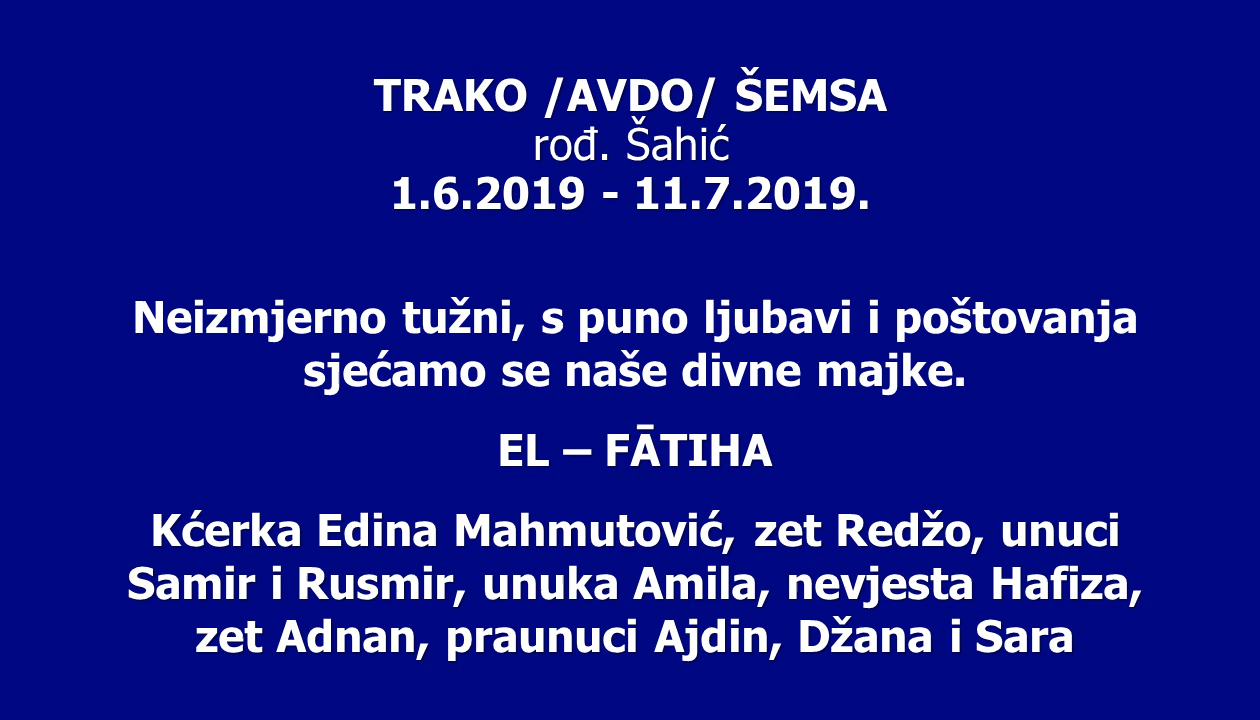 TRAKO /AVDO/ ŠEMSA
rođ. Šahić
1.6.2019 - 11.7.2019.
Neizmjerno tužni, s puno ljubavi i poštovanja
sjećamo se naše divne majke.
EL – FĀTIHA
Kćerka Edina Mahmutović, zet Redžo, unuci
Samir i Rusmir, unuka Amila, nevjesta Hafiza,
zet Adnan, praunuci Ajdin, Džana i Sara